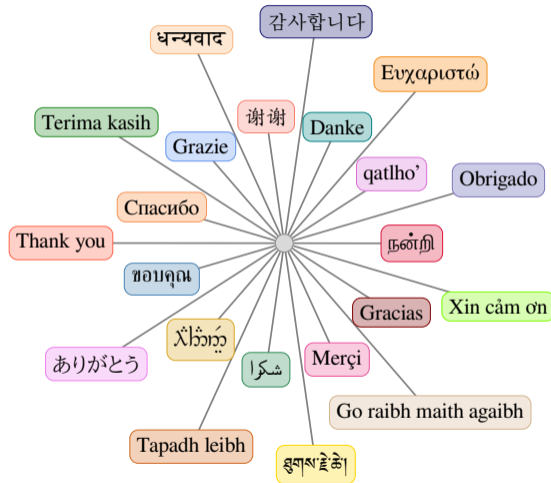 감사합니다
धन्यवाद
Ευχαριστώ
谢谢
Terima kasih
Danke
Grazie
qatlho’
Obrigado
Спасибо
Thank you
நன்றி
ขอบคุณ
Xin cảm ơn
Gracias
ありがとう
Merçi
شكرا
Go raibh maith agaibh
Tapadh leibh
ཐུགས་རྗེ་ཆེ།